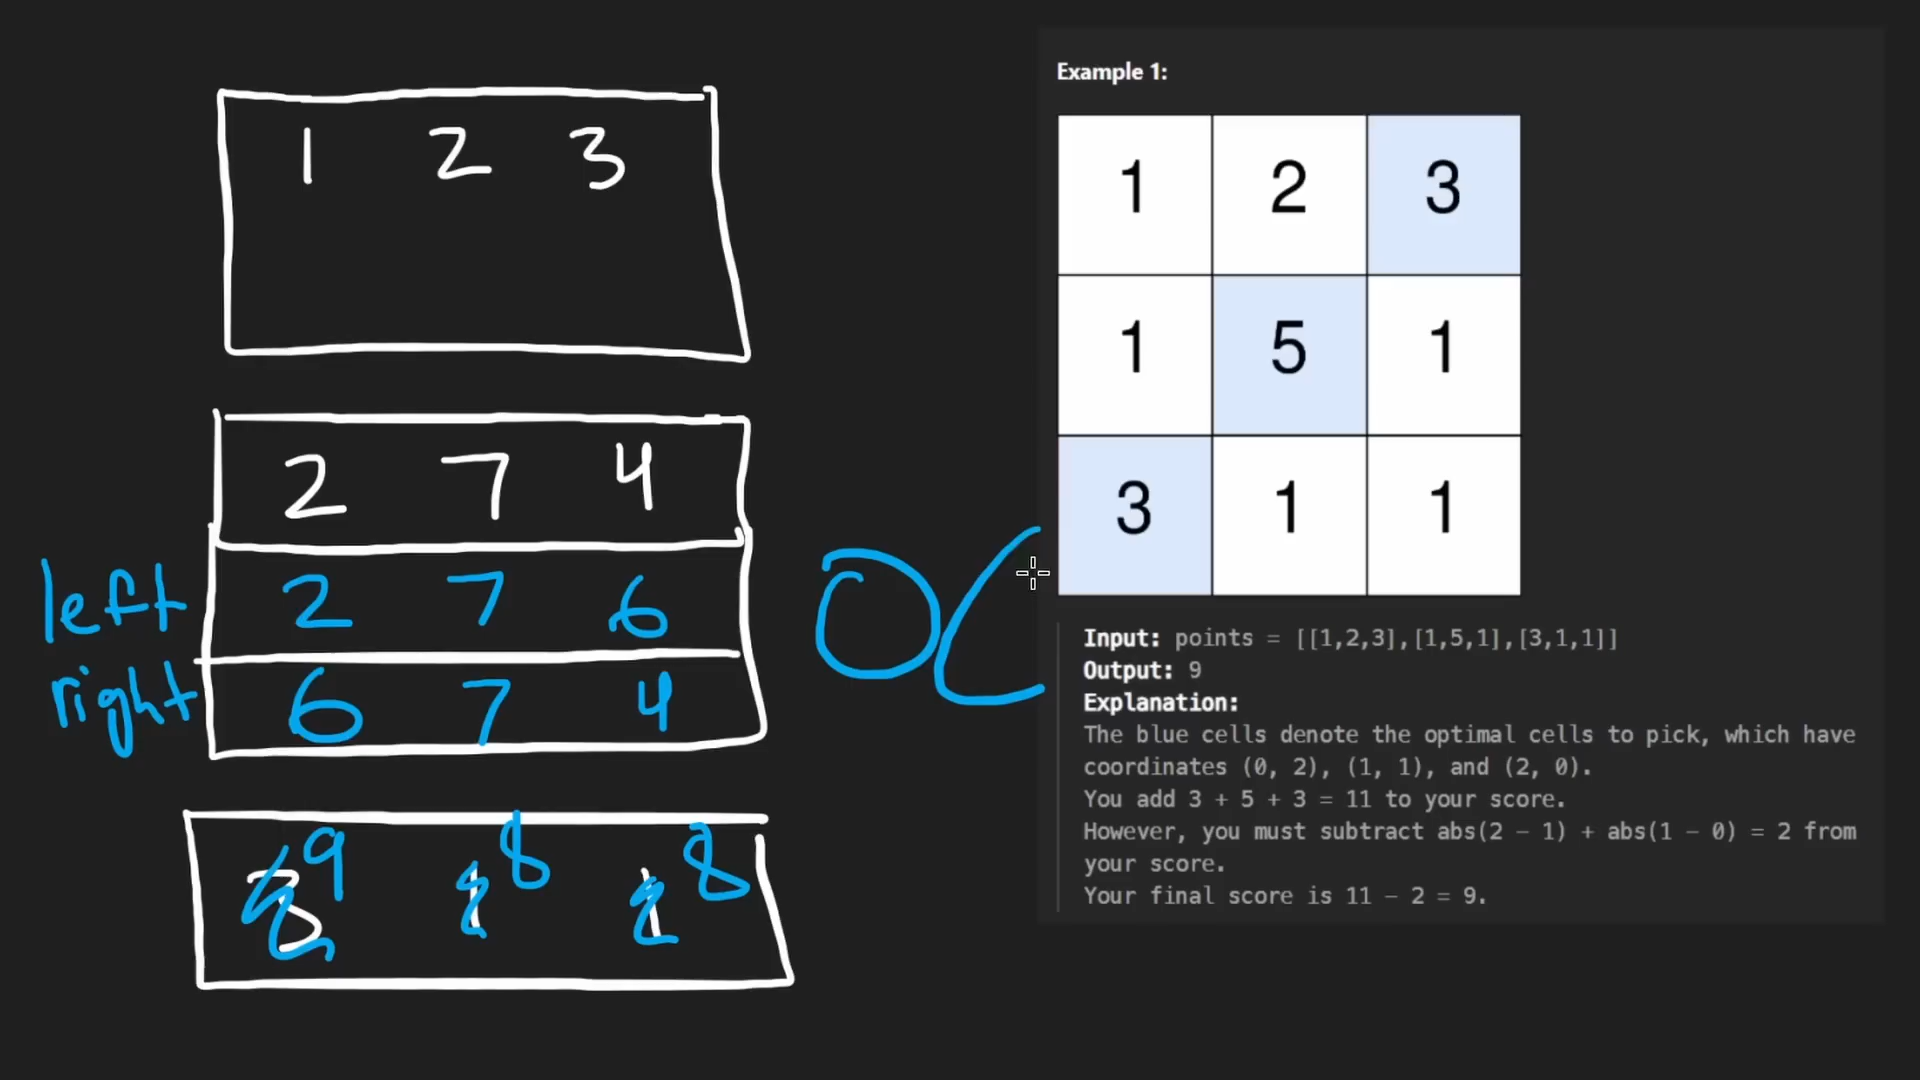 1 2 3
2 7 4
left 2 7 6
right 6 7 4
9 8 8
O(
Example 1:
1 2 3
1 5 1
3 1 1
Input: points = [[1,2,3],[1,5,1],[3,1,1]]
Output: 9
Explanation:
The blue cells denote the optimal cells to pick, which have
coordinates (0, 2), (1, 1), and (2, 0).
You add 3 + 5 + 3 = 11 to your score.
However, you must subtract abs(2 - 1) + abs(1 - 0) = 2 from
your score.
Your final score is 11 - 2 = 9.